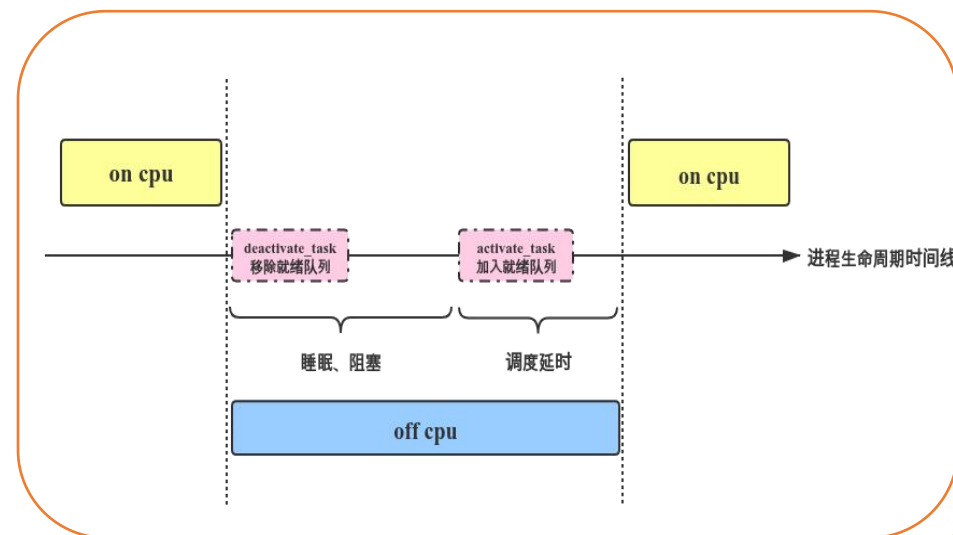 on cpu
on cpu
deactivate_task
移除就绪队列
activate_task
加入就绪队列
进程生命周期时间线
睡眠、阻塞
调度延时
off cpu